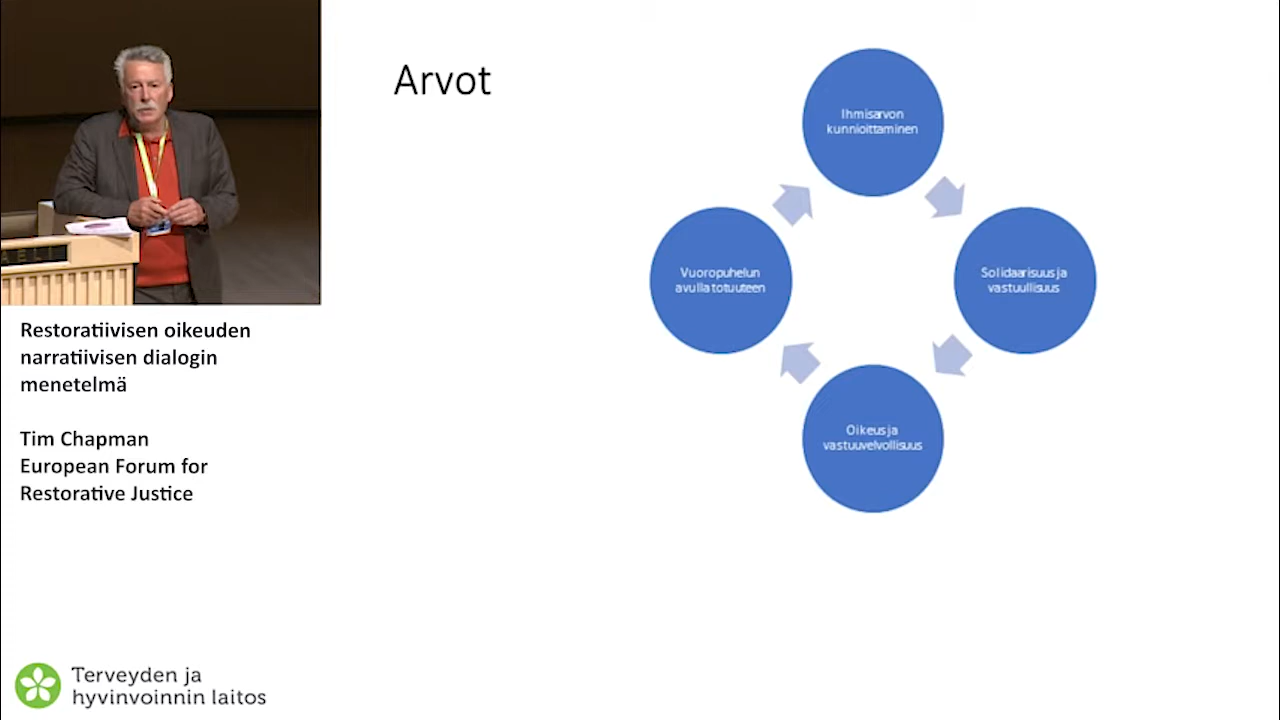 Arvot
Ihmisarvon
kunnioittaminen
Vuoropuhelun
avulla totuuteen
Solidaarisuus ja
vastuullisuus
Oikeus ja
vastuuvelvollisuus
AELI
Restoratiivisen oikeuden
narratiivisen dialogin
menetelmä
Tim Chapman
European Forum for
Restorative Justice
Terveyden ja
hyvinvoinnin laitos